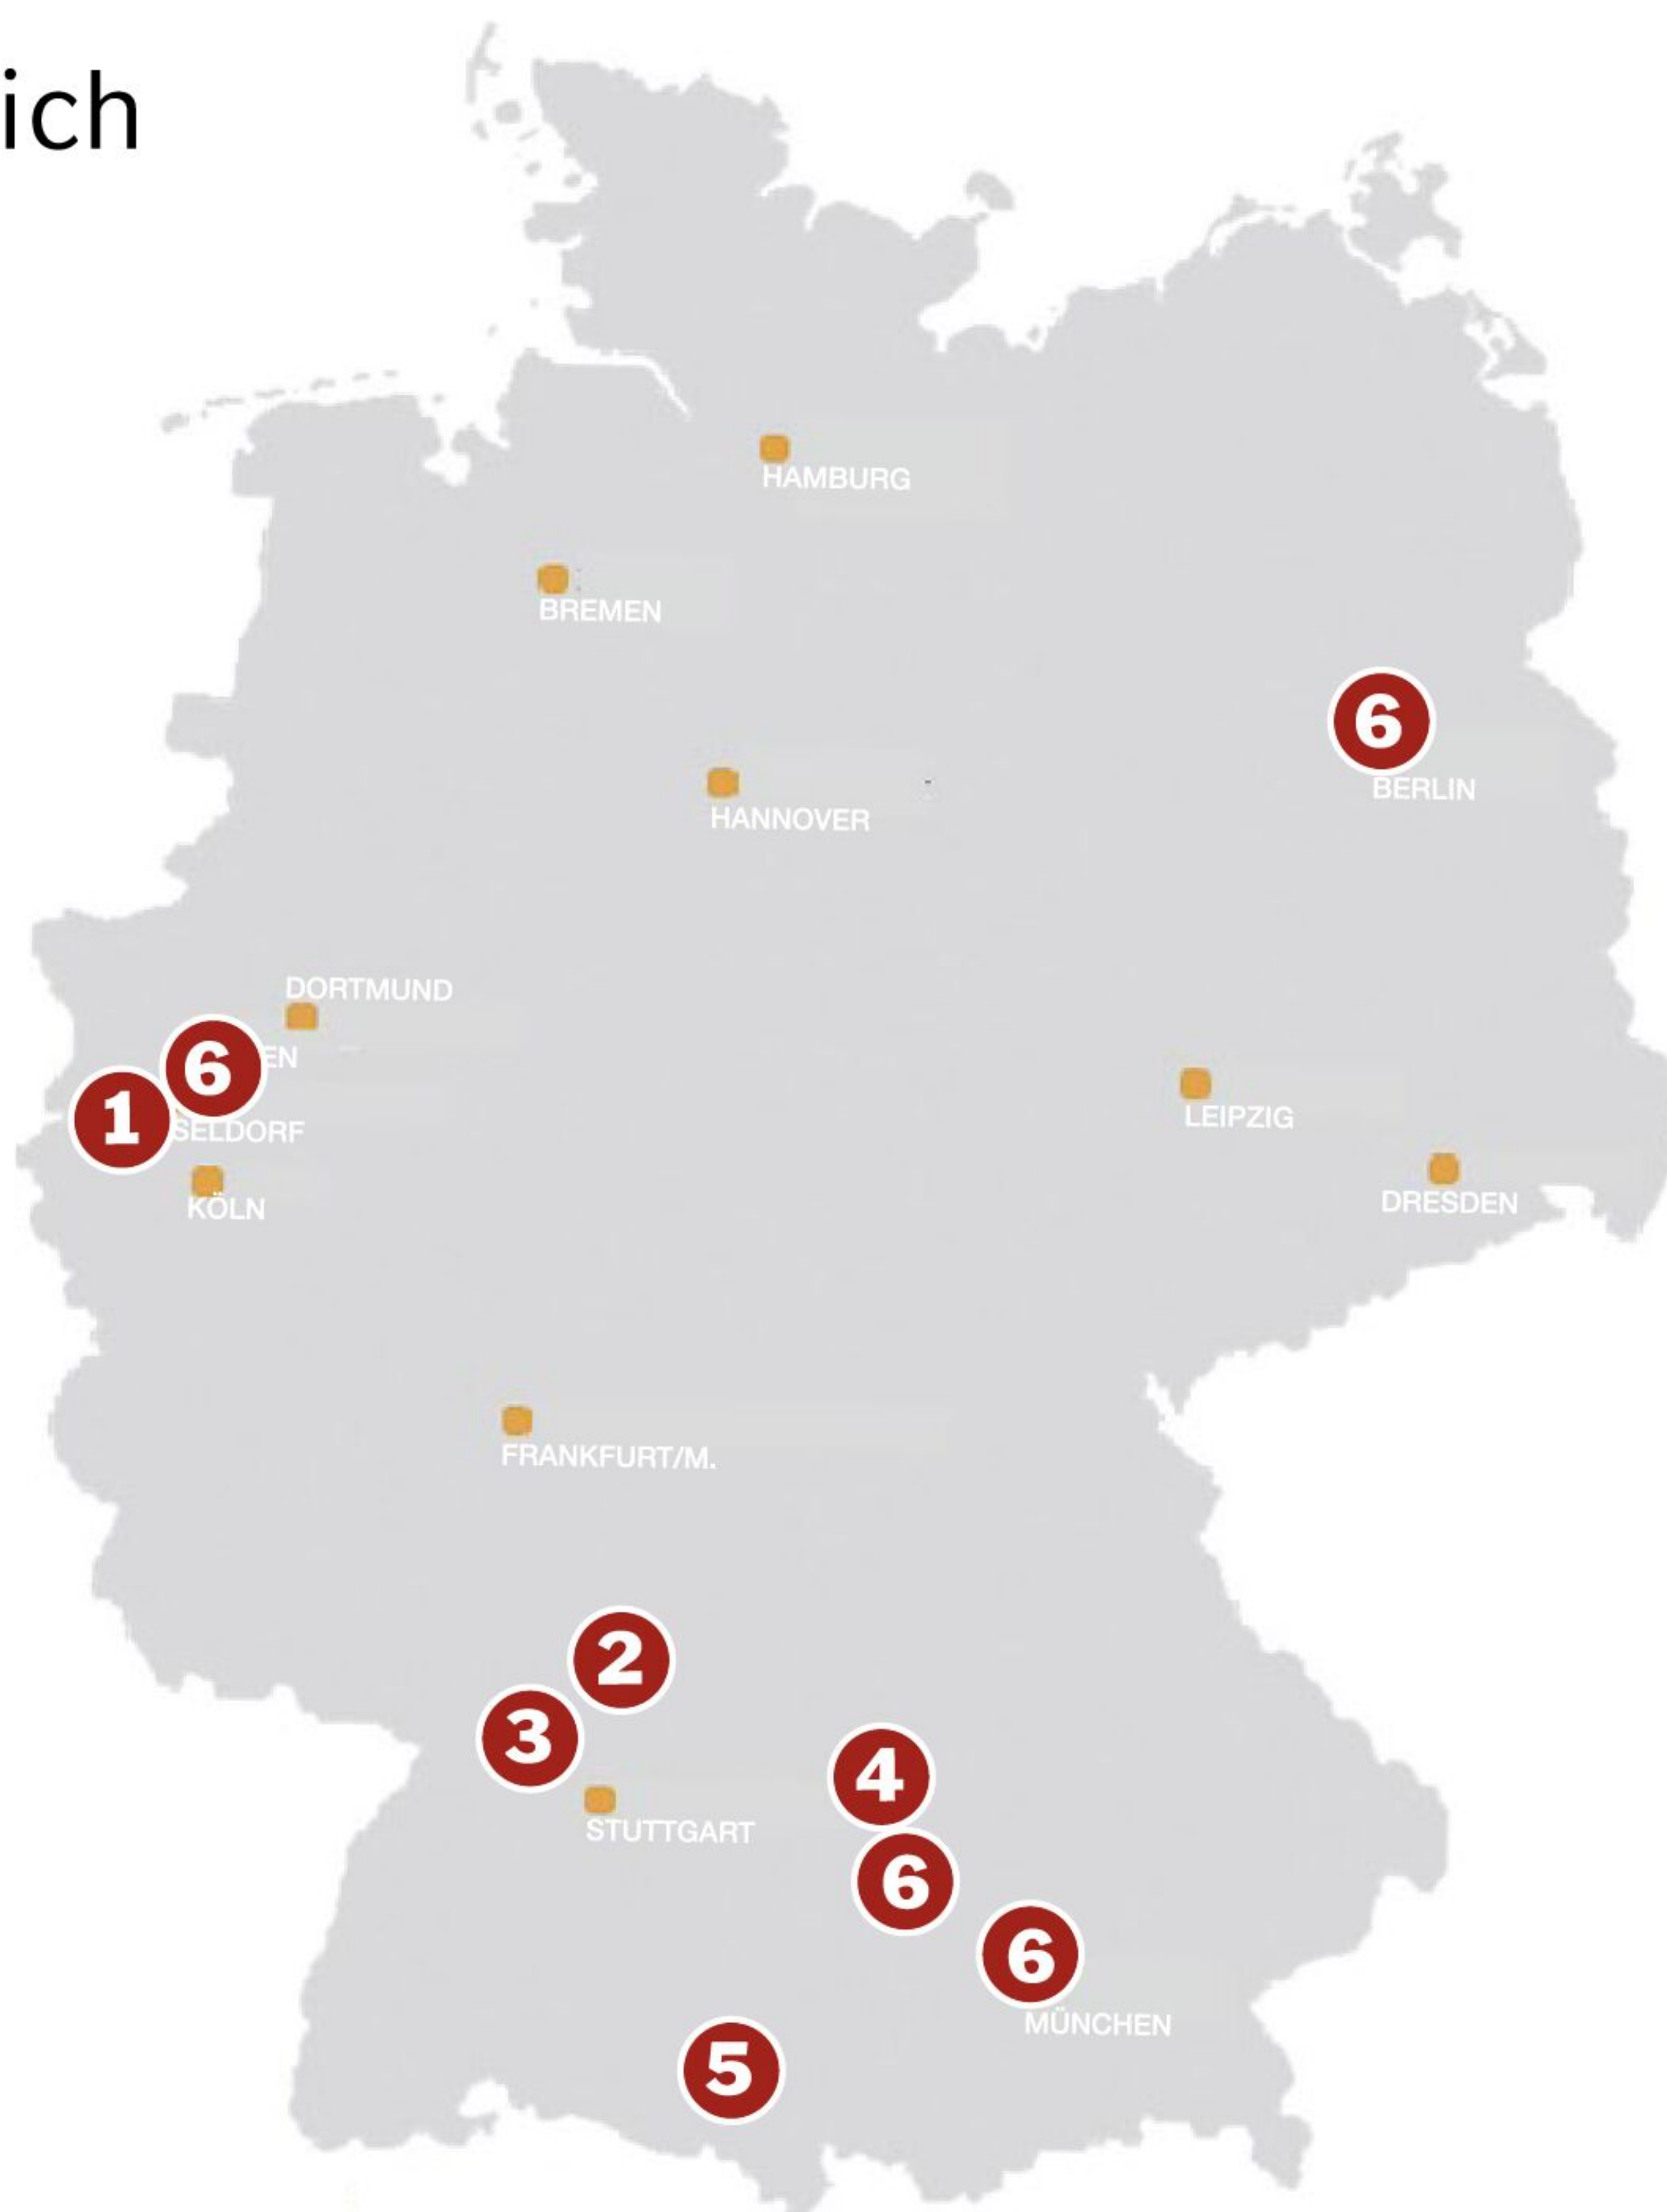 ich
HAMBURG
BREMEN
6
BERLIN
HANNOVER
DORTMUND
6
EN
1
SELDORF
KÖLN
LEIPZIG
DRESDEN
FRANKFURT/M.
2
3
4
STUTTGART
6
6
MÜNCHEN
5